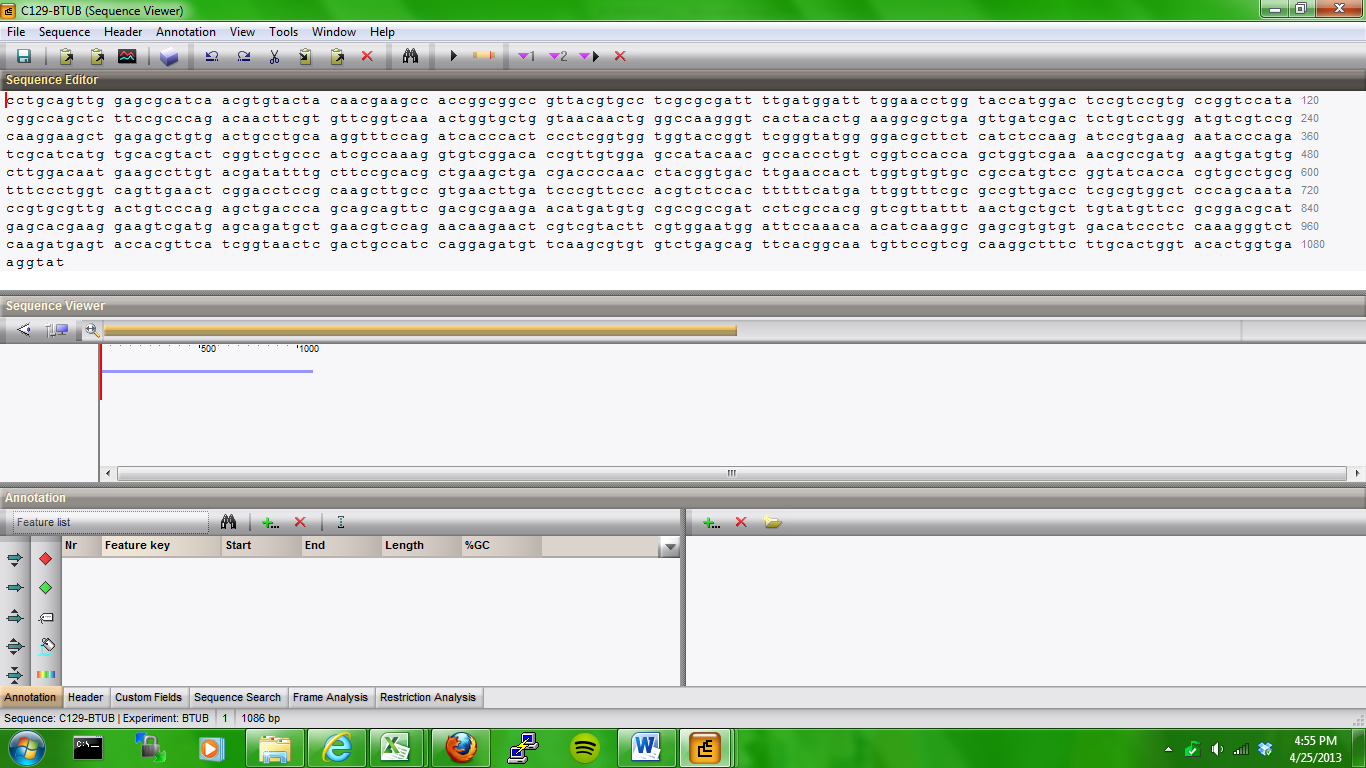 C129-BTUB (Sequence Viewer)
File Sequence Header Annotation View Tools Window Help
1 2
Sequence Editor
cctgcagttg gagcgcatca acgtgtacta caacgaagcc accggcggcc gttacgtgcc tcgcgcgatt ttgatggatt tggaacctgg taccatggac tccgtccgtg ccggtccata 120
cggccagctc ttccgcccag acaacttcgt gttcggtcaa aactggtgctg gtaacaactg ggccaagggt cactacactg aaggcgctga gttgatcgac tctgtcctgg atgtcgtccg 240
caaggaagct gagagctgtg actgcctgca aggtttccag atcacccact ccctcggtgg tggtaccggt tcgggtatgg ggacgcttct catctccaag atccgtgaag aatacccaga 360
tcgcatcatg tgcacgtact cggtctgccc atcgccaaag gtgtcggaca ccgttgtgga gccatacaac gccaccctgt cggtccacca gctggtcgaa aacgccgatg aagtgatgtg 480
cttggacaat gaagccttgt acgatatttg cttccgcacg ctgaagctga cgaccccaac ctacggtgac ttgaaccact tggtgtgtgc cgccatgtcc ggtatcacca cgtgcctgcg 600
tttccctggt cagttgaact cggacctccg caagcttgcc gtgaacttga tcccgttccc acgtctccac tttttcatga ttggtttcgc gccgttgacc tcgcgtggct cccagcaata 720
ccgtgcgttg actgtcccag agctgaccca gcagcagttc gacgcgaaga acatgatgtg cgccgccgat cctcgccacg gtcgttattt aactgctgct tgtatgttcc gcggacgcat 840
gagcacgaag gaagtcgatg agcagatgct gaacgtccag aacaagaact cgtcgtactt cgtggaatgg attccaaaca acatcaaggc gagcgtgtgt gacatccctc caaagggtct 960
caagatgagt accacgttca tcggtaactc gactgccatc caggagatgt tcaagcgtgt gtctgagcag ttcacggcaa tgttccgtcg caaggctttc ttgcactggt acactggtga 1080
aggtat
Sequence Viewer
500 1000
Annotation
Feature list
Nr Feature key Start End Length %GC
Annotation Header Custom Fields Sequence Search Frame Analysis Restriction Analysis
Sequence: C129-BTUB | Experiment: BTUB 1 1086 bp
4:55 PM
4/25/2013